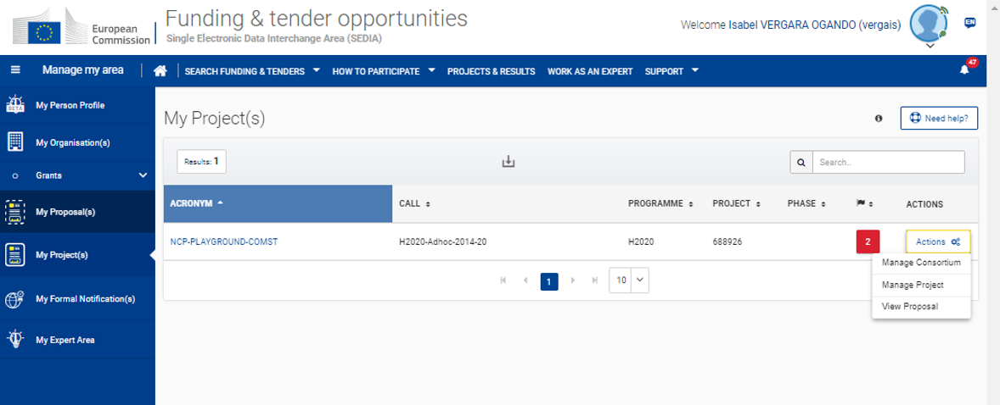 European
Commission
Funding & tender opportunities
Single Electronic Data Interchange Area (SEDIA)
Welcome Isabel VERGARA OGANDO (vergais)
EN
Manage my area
SEARCH FUNDING & TENDERS
HOW TO PARTICIPATE
PROJECTS & RESULTS
WORK AS AN EXPERT
SUPPORT
47
BETA
My Person Profile
My Organisation(s)
Grants
My Proposal(s)
My Project(s)
My Formal Notification(s)
My Expert Area
My Project(s)
Need help?
Results: 1
Search..
ACRONYM CALL PROGRAMME PROJECT PHASE ACTIONS
NCP-PLAYGROUND-COMST H2020-Adhoc-2014-20 H2020 688926 2 Actions
Manage Consortium
Manage Project
View Proposal
1 10